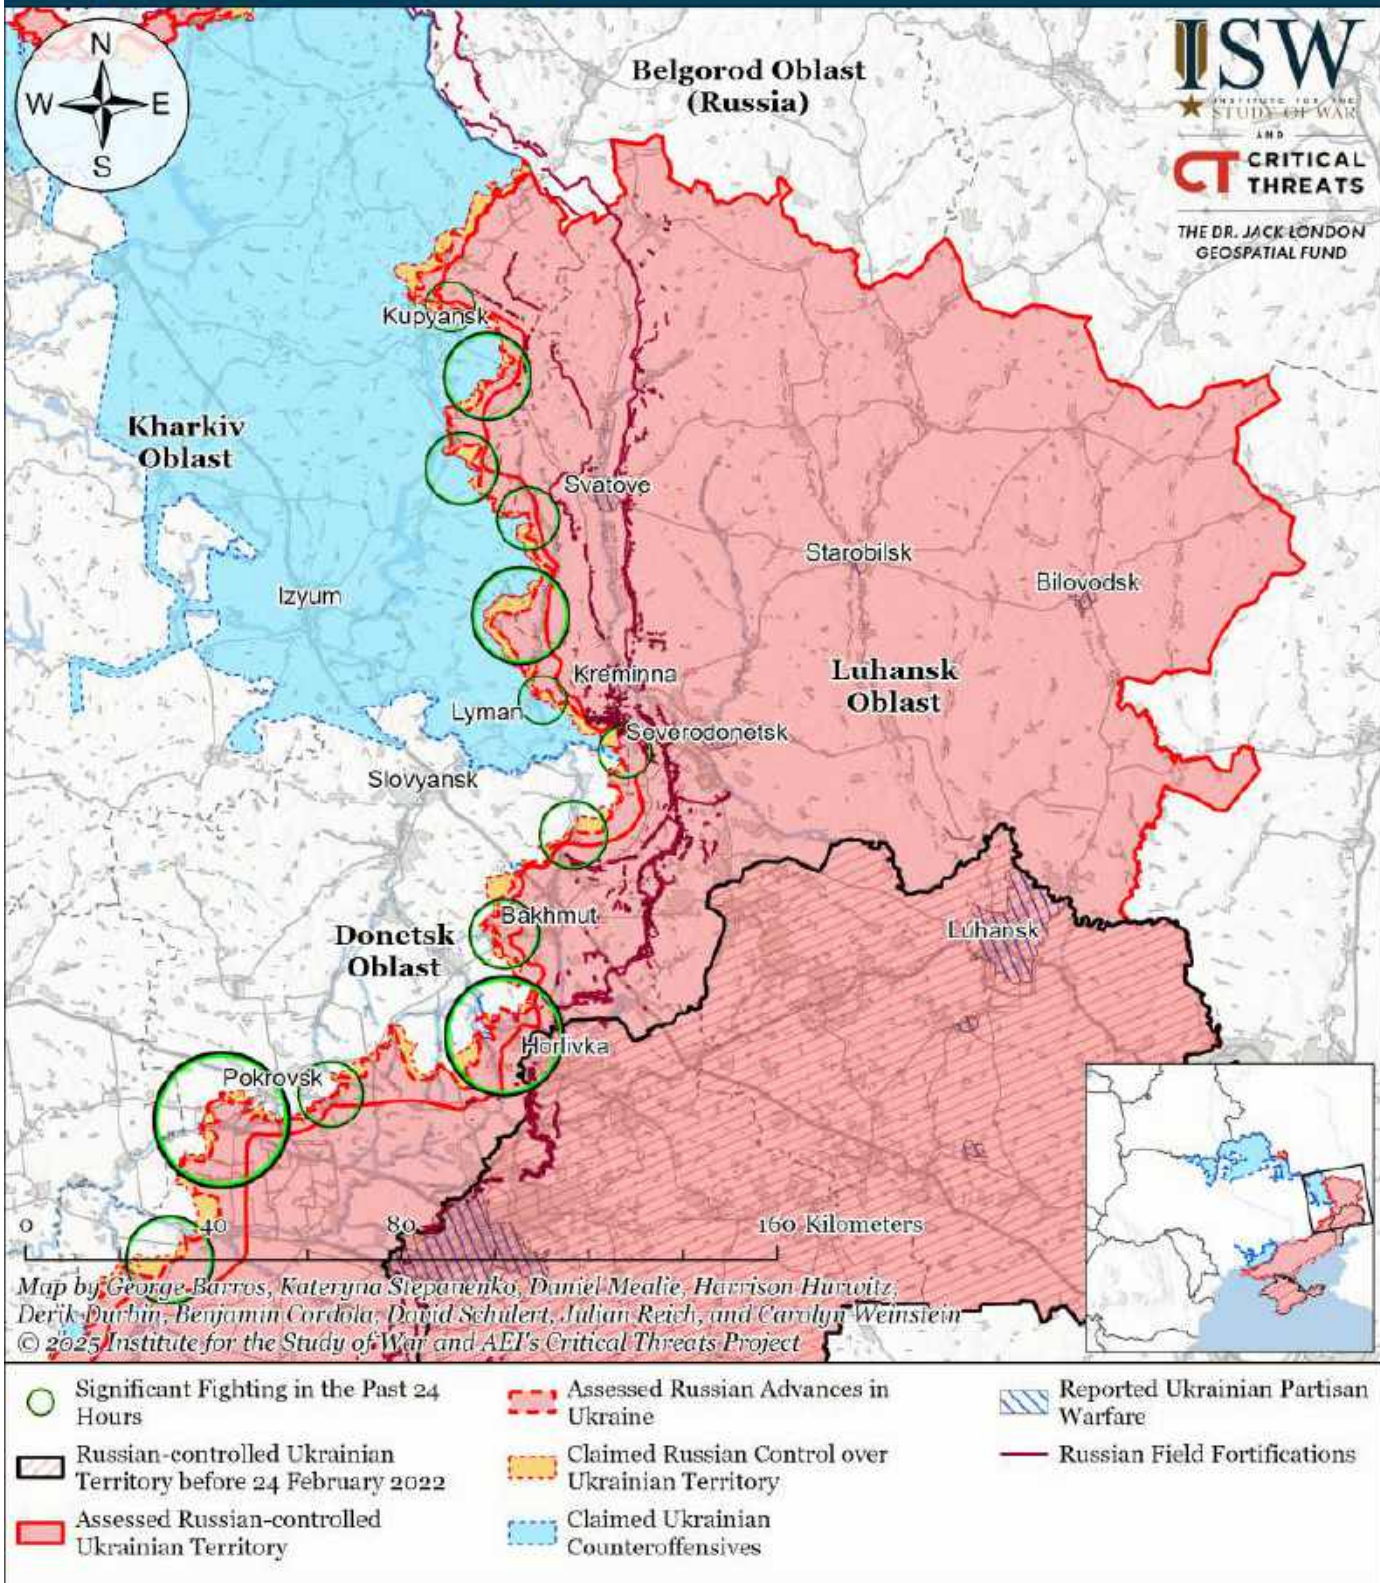 N
W
E
S
Belgorod Oblast
(Russia)
ISW
INSTITUTE FOR THE
STUDY OF WAR
AND
CT CRITICAL
THREATS
THE DR. JACK LONDON
GEOSPATIAL FUND
Kupyansk
Kharkiv
Oblast
Svatove
Starobilsk
Bilovodsk
Izyum
Kreminna
Luhansk
Oblast
Lyman
Severodonetsk
Slovyansk
Bakhmut
Luhansk
Donetsk
Oblast
Horlivka
Pokrovsk
0 40 80 160 Kilometers
Map by George Barros, Kateryna Stepanenko, Daniel Mealie, Harrison Hurwitz,
Derik Durbin, Benjamin Cordola, David Schulert, Julian Reich, and Carolyn Weinstein
© 2025 Institute for the Study of War and AEI's Critical Threats Project
Significant Fighting in the Past 24
Hours
Russian-controlled Ukrainian
Territory before 24 February 2022
Assessed Russian-controlled
Ukrainian Territory
Assessed Russian Advances in
Ukraine
Claimed Russian Control over
Ukrainian Territory
Claimed Ukrainian
Counteroffensives
Reported Ukrainian Partisan
Warfare
Russian Field Fortifications